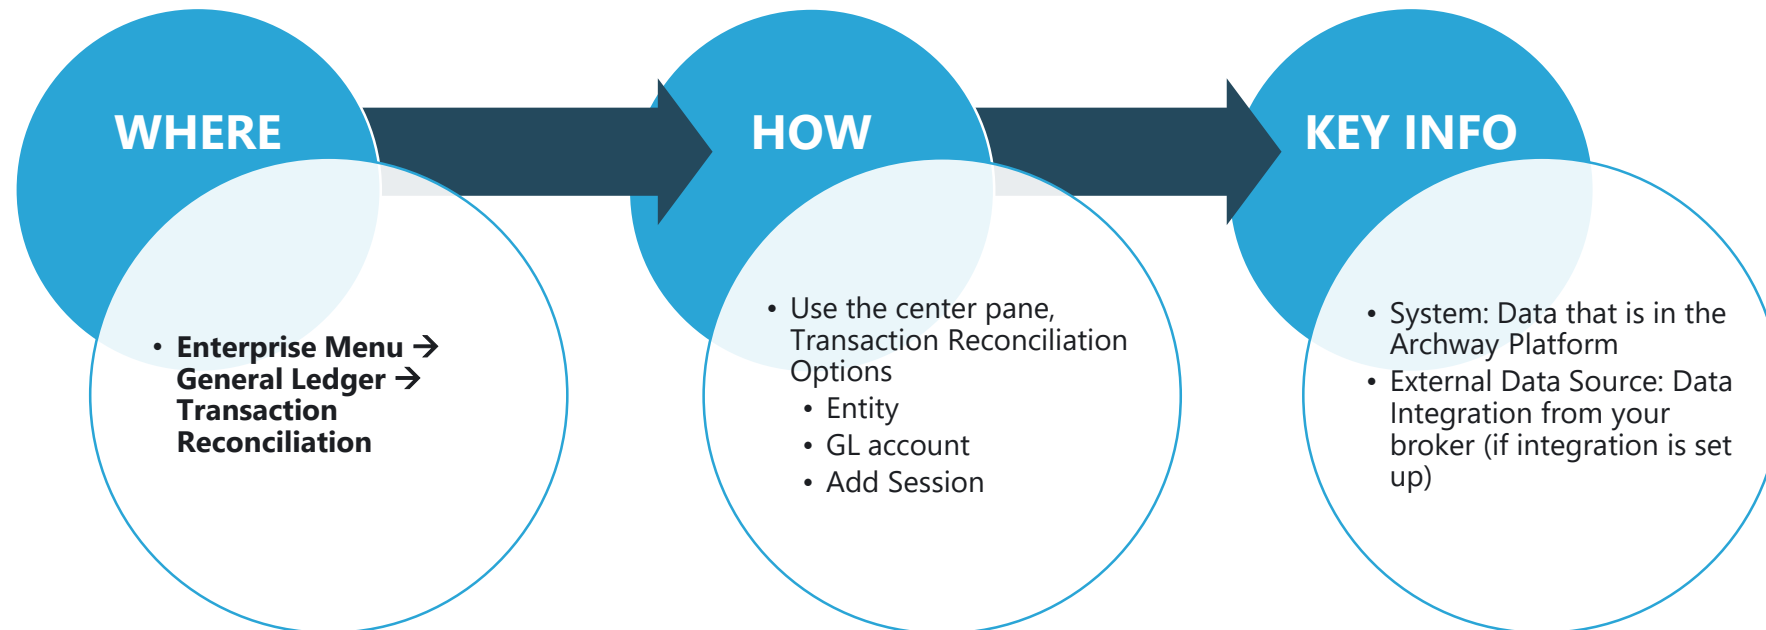 WHERE
• Enterprise Menu →
General Ledger →
Transaction
Reconciliation
HOW
• Use the center pane,
Transaction Reconciliation
Options
• Entity
• GL account
• Add Session
KEY INFO
• System: Data that is in the
Archway Platform
• External Data Source: Data
Integration from your
broker (if integration is set
up)